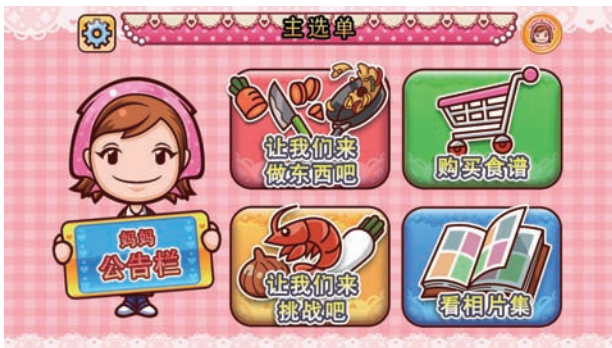 主选单
让我们来
做东西吧
购买食谱
妈妈
公告栏
让我们来
挑战吧
看相片集